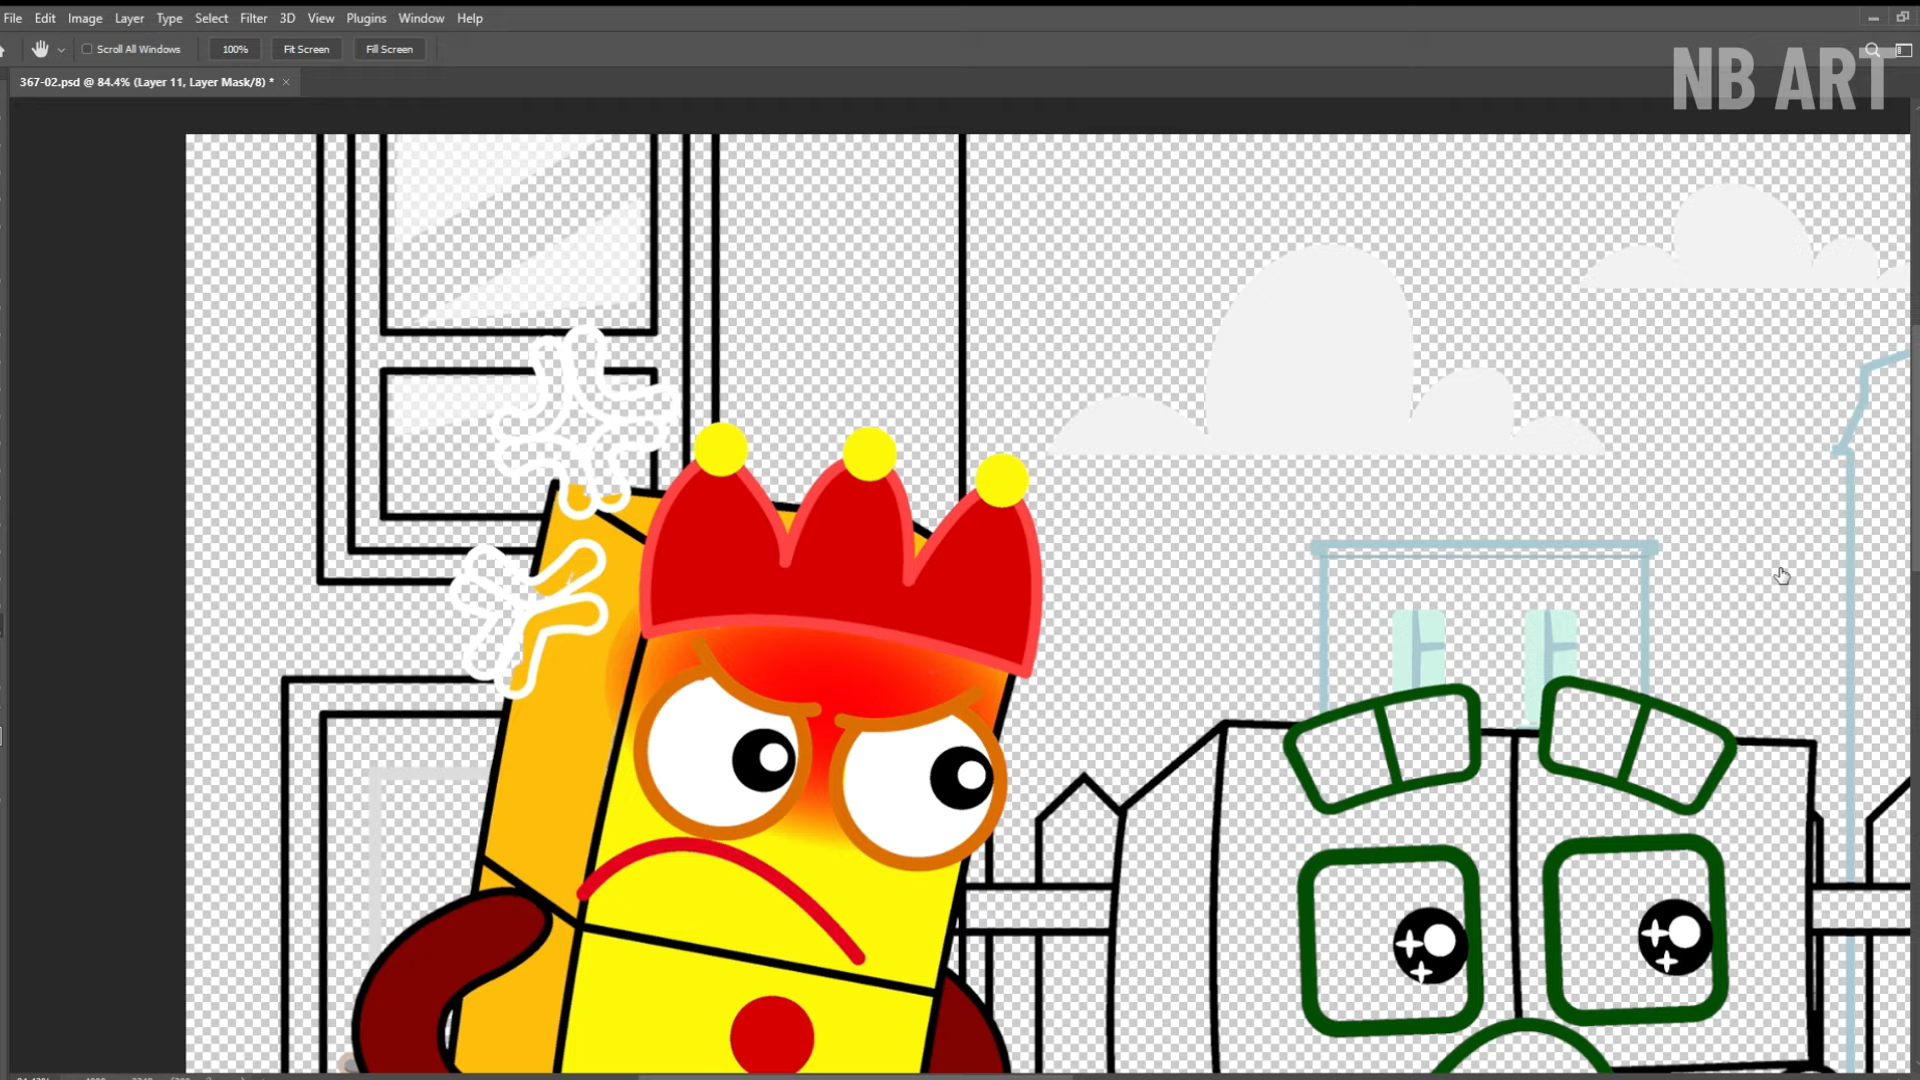 File Edit Image Layer Type Select Filter 3D View Plugins Window Help
Scroll All Windows 100% Fit Screen Fill Screen
367-02.psd @ 84.4% (Layer 11, Layer Mask/8) *
NB ART